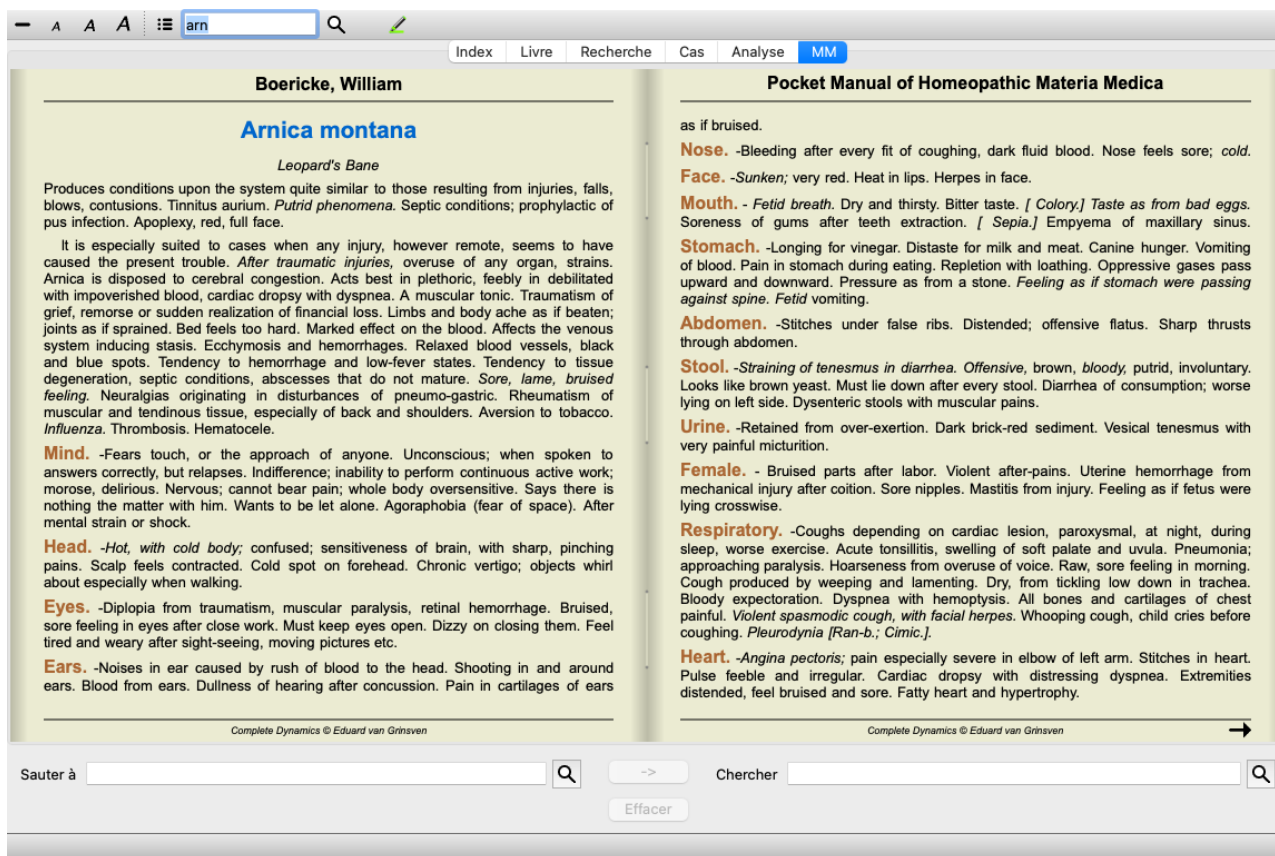 A A A arn
Index Livre Recherche Cas Analyse MM
Boericke, William
Arnica montana
Leopard's Bane
Produces conditions upon the system quite similar to those resulting from injuries, falls,
blows, contusions. Tinnitus aurium. Putrid phenomena. Septic conditions; prophylactic of
pus infection. Apoplexy, red, full face.
It is especially suited to cases when any injury, however remote, seems to have
caused the present trouble. After traumatic injuries, overuse of any organ, strains.
Arnica is disposed to cerebral congestion. Acts best in plethoric, feebly in debilitated
with impoverished blood, cardiac dropsy with dyspnea. A muscular tonic. Traumatism of
grief, remorse or sudden realization of financial loss. Limbs and body ache as if beaten;
joints as if sprained. Bed feels too hard. Marked effect on the blood. Affects the venous
system inducing stasis. Ecchymosis and hemorrhages. Relaxed blood vessels, black
and blue spots. Tendency to hemorrhage and low-fever states. Tendency to tissue
degeneration, septic conditions, abscesses that do not mature. Sore, lame, bruised
feeling. Neuralgias originating in disturbances of pneumo-gastric. Rheumatism of
muscular and tendinous tissue, especially of back and shoulders. Aversion to tobacco.
Influenza. Thrombosis. Hematocele.
Mind. -Fears touch, or the approach of anyone. Unconscious; when spoken to
answers correctly, but relapses. Indifference; inability to perform continuous active work;
morose, delirious. Nervous; cannot bear pain; whole body oversensitive. Says there is
nothing the matter with him. Wants to be let alone. Agoraphobia (fear of space). After
mental strain or shock.
Head. -Hot, with cold body; confused; sensitiveness of brain, with sharp, pinching
pains. Scalp feels contracted. Cold spot on forehead. Chronic vertigo; objects whirl
about especially when walking.
Eyes. -Diplopia from traumatism, muscular paralysis, retinal hemorrhage. Bruised,
sore feeling in eyes after close work. Must keep eyes open. Dizzy on closing them. Feel
tired and weary after sight-seeing, moving pictures etc.
Ears. -Noises in ear caused by rush of blood to the head. Shooting in and around
ears. Blood from ears. Dullness of hearing after concussion. Pain in cartilages of ears
Complete Dynamics © Eduard van Grinsven
Pocket Manual of Homeopathic Materia Medica
as if bruised.
Nose. -Bleeding after every fit of coughing, dark fluid blood. Nose feels sore; cold.
Face. -Sunken; very red. Heat in lips. Herpes in face.
Mouth. - Fetid breath. Dry and thirsty. Bitter taste. [ Colory.] Taste as from bad eggs.
Soreness of gums after teeth extraction. [ Sepia.] Empyema of maxillary sinus.
Stomach. -Longing for vinegar. Distaste for milk and meat. Canine hunger. Vomiting
of blood. Pain in stomach during eating. Repletion with loathing. Oppressive gases pass
upward and downward. Pressure as from a stone. Feeling as if stomach were passing
against spine. Fetid vomiting.
Abdomen. -Stitches under false ribs. Distended; offensive flatus. Sharp thrusts
through abdomen.
Stool. -Straining of tenesmus in diarrhea. Offensive, brown, bloody, putrid, involuntary.
Looks like brown yeast. Must lie down after every stool. Diarrhea of consumption; worse
lying on left side. Dysenteric stools with muscular pains.
Urine. -Retained from over-exertion. Dark brick-red sediment. Vesical tenesmus with
very painful micturition.
Female. - Bruised parts after labor. Violent after-pains. Uterine hemorrhage from
mechanical injury after coition. Sore nipples. Mastitis from injury. Feeling as if fetus were
lying crosswise.
Respiratory. -Coughs depending on cardiac lesion, paroxysmal, at night, during
sleep, worse exercise. Acute tonsillitis, swelling of soft palate and uvula. Pneumonia;
approaching paralysis. Hoarseness from overuse of voice. Raw, sore feeling in morning.
Cough produced by weeping and lamenting. Dry, from tickling low down in trachea.
Bloody expectoration. Dyspnea with hemoptysis. All bones and cartilages of chest
painful. Violent spasmodic cough, with facial herpes. Whooping cough, child cries before
coughing. Pleurodynia [Ran-b.; Cimic.].
Heart. -Angina pectoris; pain especially severe in elbow of left arm. Stitches in heart.
Pulse feeble and irregular. Cardiac dropsy with distressing dyspnea. Extremities
distended, feel bruised and sore. Fatty heart and hypertrophy.
Complete Dynamics © Eduard van Grinsven
Sauter à -> Chercher
Effacer